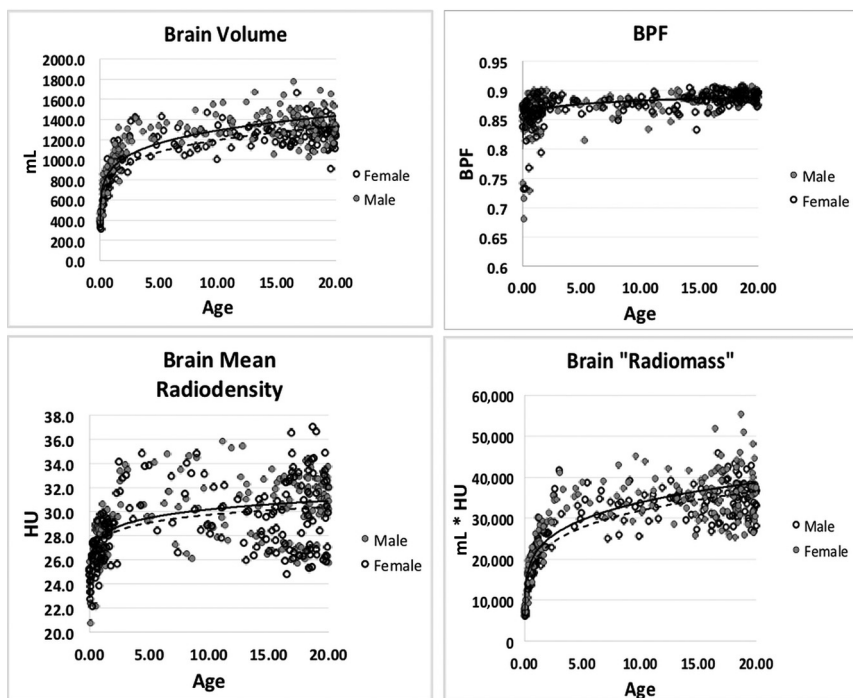 Brain Volume
2000.0
1800.0
1600.0
1400.0
1200.0
1000.0
800.0
600.0
400.0
200.0
0.0
mL
0.00 5.00 10.00 15.00 20.00
Age
Female
Male
BPF
0.95
0.9
0.85
0.8
0.75
0.7
0.65
0.6
BPF
0.00 5.00 10.00 15.00 20.00
Age
Male
Female
Brain Mean
Radiodensity
38.0
36.0
34.0
32.0
30.0
28.0
26.0
24.0
22.0
20.0
HU
0.00 5.00 10.00 15.00 20.00
Age
Male
Female
Brain "Radiomass"
60,000
50,000
40,000
30,000
20,000
10,000
0
mL * HU
0.00 5.00 10.00 15.00 20.00
Age
Male
Female